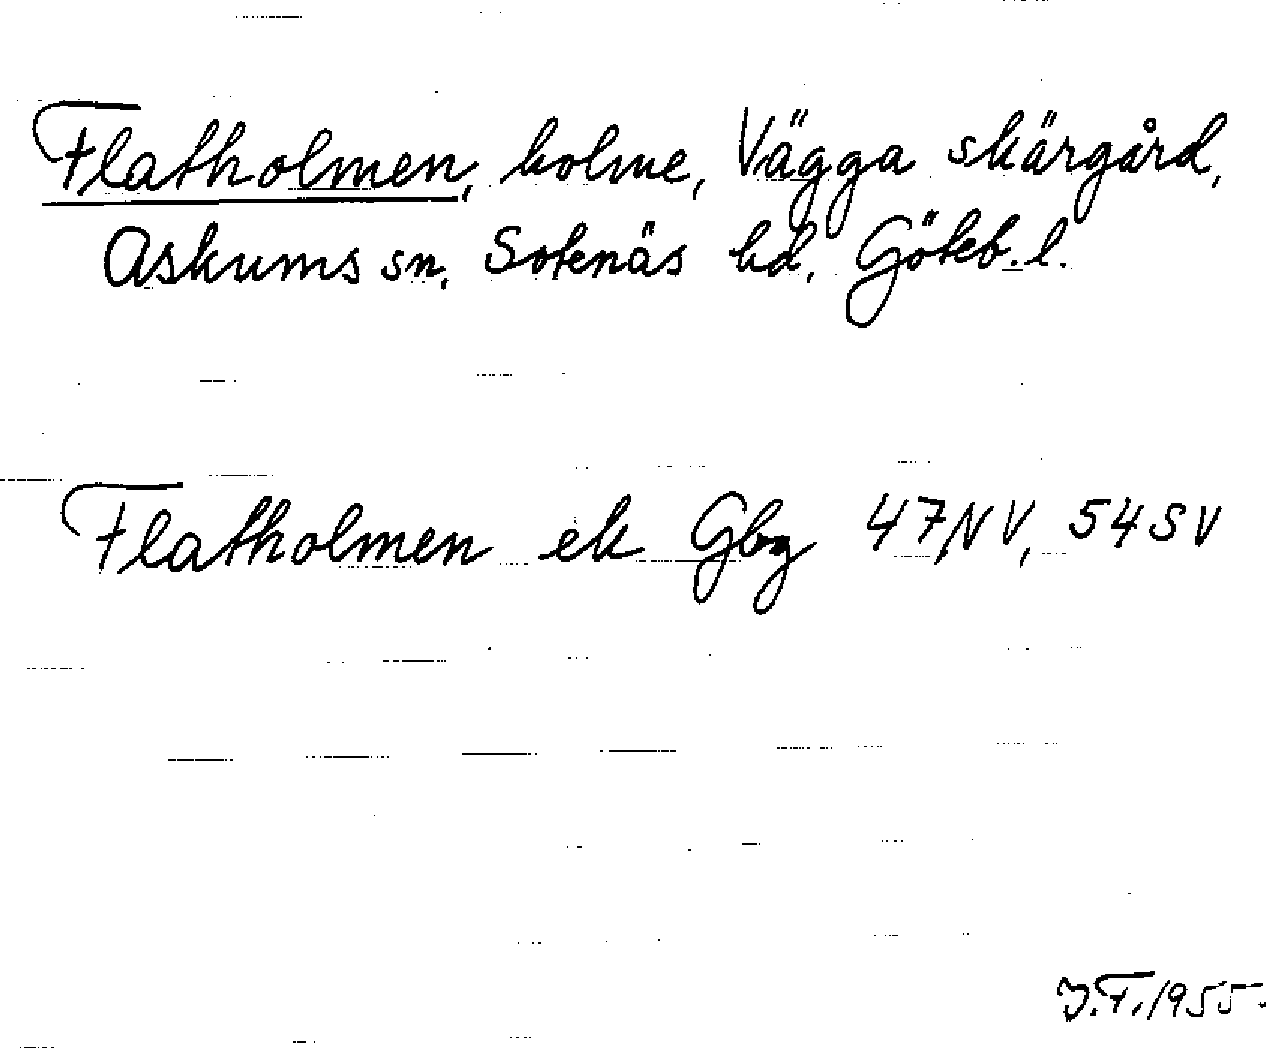 Flatholmen, holme, Vägga skärgård,
Askums sn, Sotenäs hd, Göteb. l.
Flatholmen ek Gbg 47NV, 54SV
J.F. 1955.